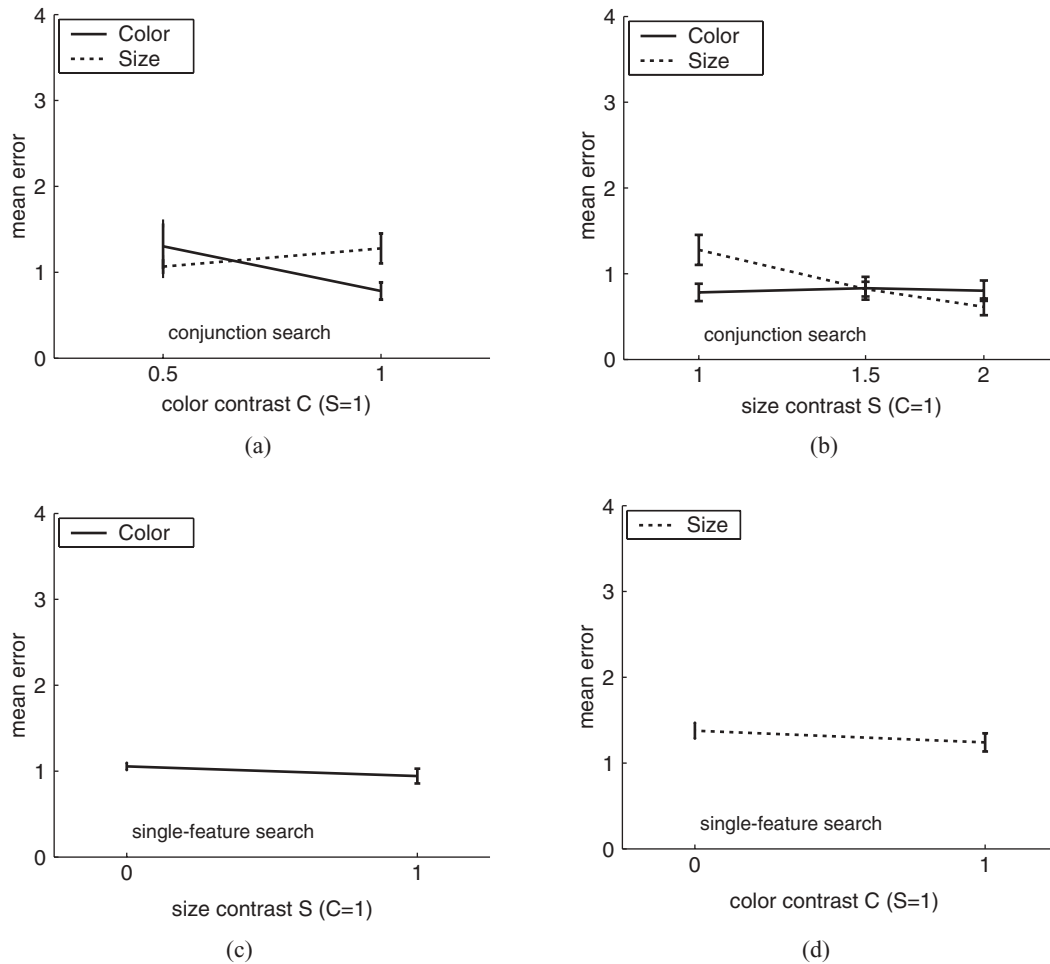 4
3
2
1
0
mean error
Color
Size
conjunction search
0.5 1
color contrast C (S=1)
(a)
4
3
2
1
0
mean error
Color
Size
conjunction search
1 1.5 2
size contrast S (C=1)
(b)
4
3
2
1
0
mean error
Color
single-feature search
0 1
size contrast S (C=1)
(c)
4
3
2
1
0
mean error
Size
single-feature search
0 1
color contrast C (S=1)
(d)